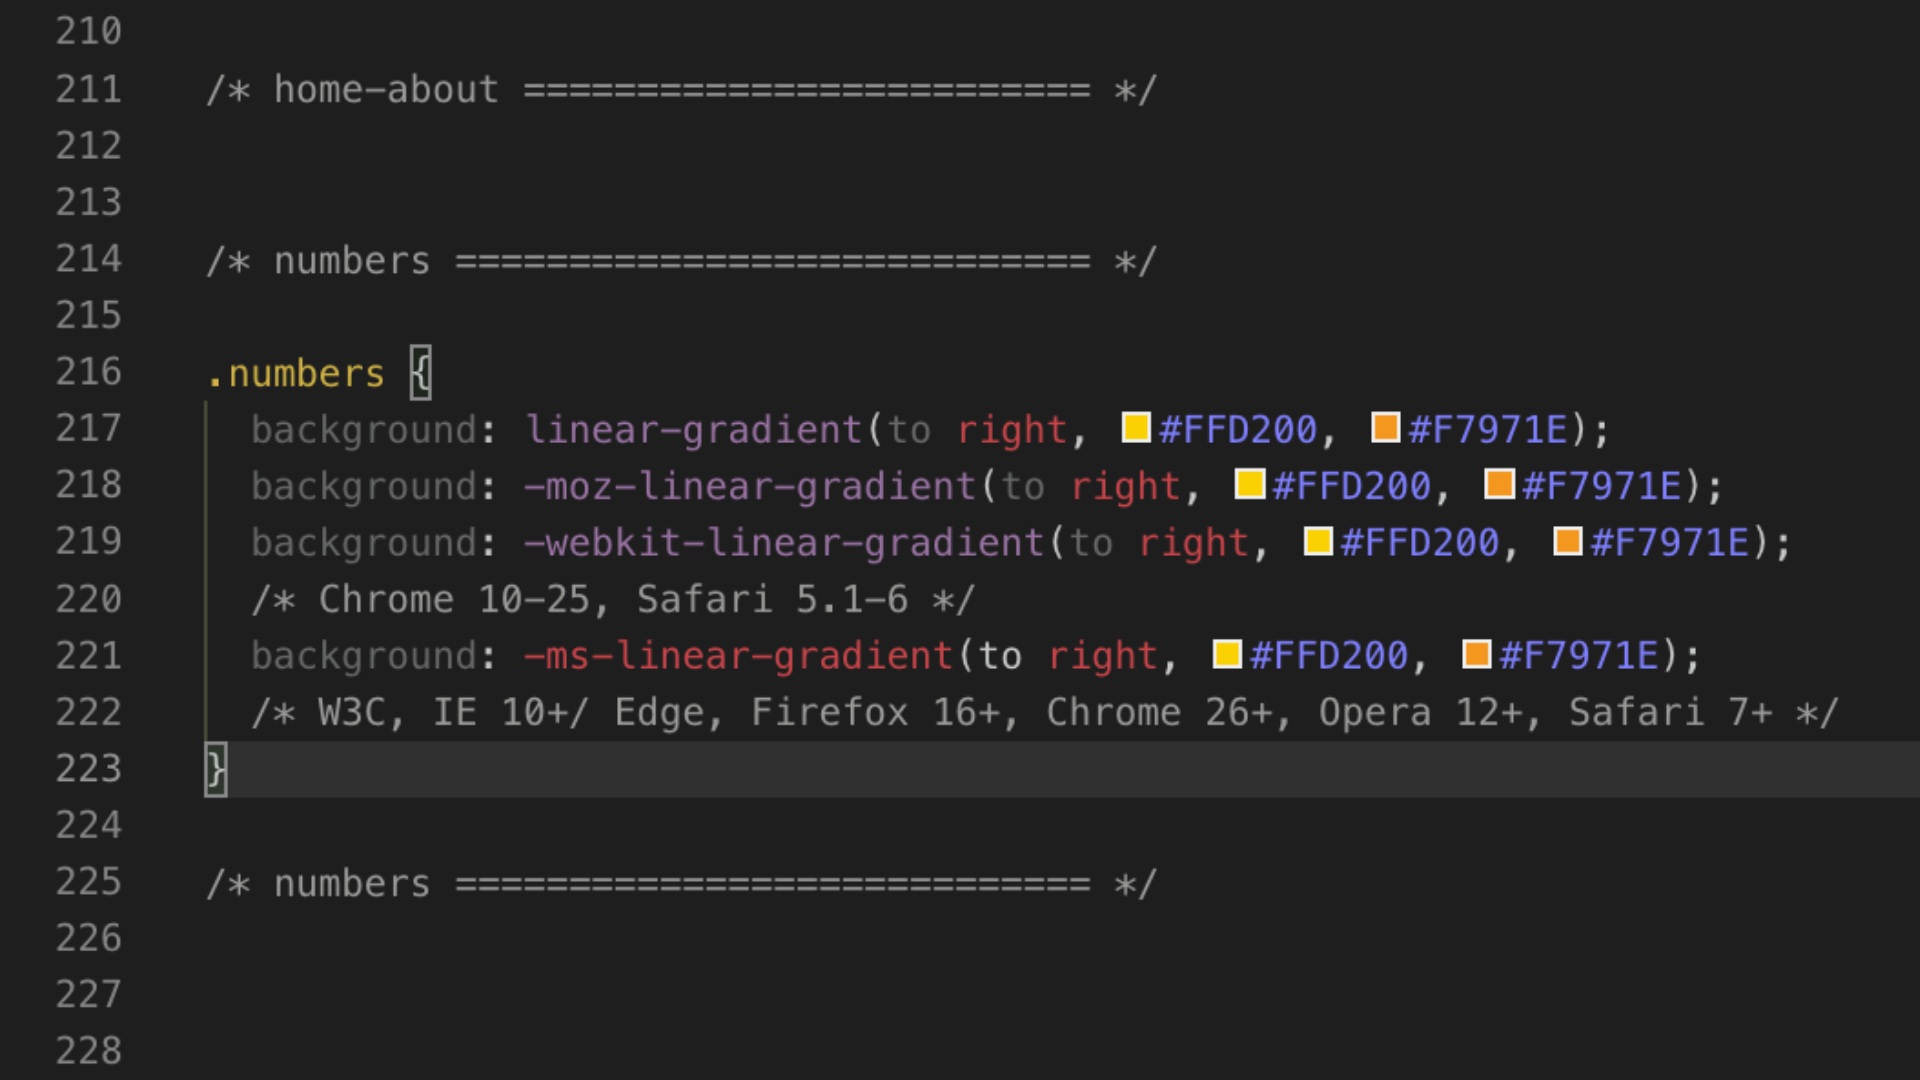 210
211 /* home-about ========================= */
212
213
214 /* numbers ============================ */
215
216 .numbers {
217 background: linear-gradient(to right, #FFD200, #F7971E);
218 background: -moz-linear-gradient(to right, #FFD200, #F7971E);
219 background: -webkit-linear-gradient(to right, #FFD200, #F7971E);
220 /* Chrome 10-25, Safari 5.1-6 */
221 background: -ms-linear-gradient(to right, #FFD200, #F7971E);
222 /* W3C, IE 10+/ Edge, Firefox 16+, Chrome 26+, Opera 12+, Safari 7+ */
223 }
224
225 /* numbers ============================ */
226
227
228